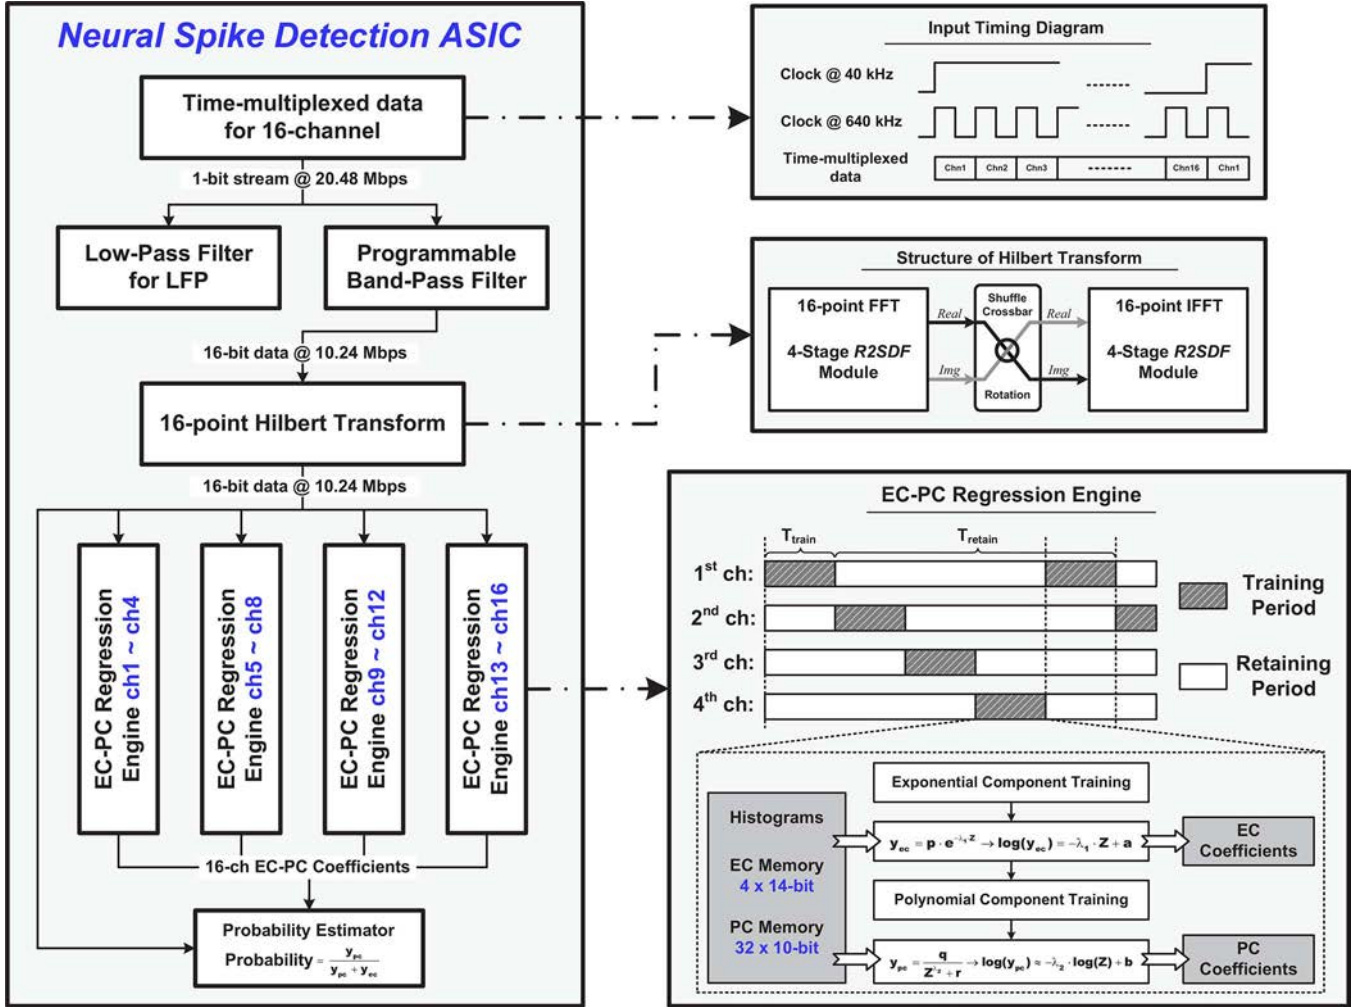 Neural Spike Detection ASIC
Time-multiplexed data
for 16-channel
1-bit stream @ 20.48 Mbps
Low-Pass Filter
for LFP
Programmable
Band-Pass Filter
16-bit data @ 10.24 Mbps
16-point Hilbert Transform
16-bit data @ 10.24 Mbps
EC-PC Regression
Engine ch1 ~ ch4
EC-PC Regression
Engine ch5 ~ ch8
EC-PC Regression
Engine ch9 ~ ch12
EC-PC Regression
Engine ch13 ~ ch16
16-ch EC-PC Coefficients
Probability Estimator
Probability = y_pc / (y_pc + y_ec)
Input Timing Diagram
Clock @ 40 kHz
Clock @ 640 kHz
Time-multiplexed
data
Chn1 Chn2 Chn3 Chn16 Chn1
Structure of Hilbert Transform
16-point FFT
4-Stage R2SDF
Module
Real
Img
Shuffle
Crossbar
Rotation
Real
Img
16-point IFFT
4-Stage R2SDF
Module
EC-PC Regression Engine
T_train T_retain
1st ch:
2nd ch:
3rd ch:
4th ch:
Training
Period
Retaining
Period
Histograms
EC Memory
4 x 14-bit
PC Memory
32 x 10-bit
Exponential Component Training
y_ec = p · e^(-λ₁ Z) → log(y_ec) = -λ₁ · Z + a
EC
Coefficients
Polynomial Component Training
y_pc = q / (Z^λ₂ + r) → log(y_pc) ≈ -λ₂ · log(Z) + b
PC
Coefficients